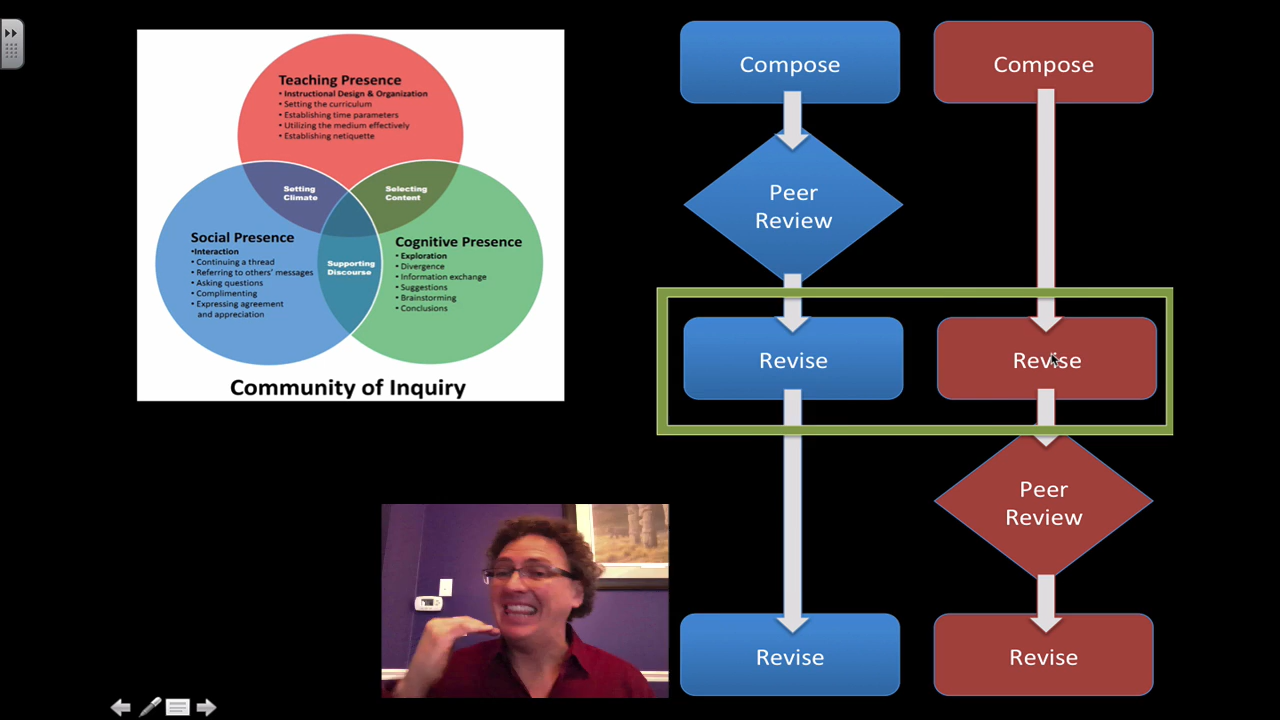 Teaching Presence
• Instructional Design & Organization
• Setting the curriculum
• Establishing time parameters
• Utilizing the medium effectively
• Establishing netiquette
Setting
Climate
Selecting
Content
Social Presence
•Interaction
• Continuing a thread
• Referring to others' messages
• Asking questions
• Complimenting
• Expressing agreement
and appreciation
Supporting
Discourse
Cognitive Presence
• Exploration
• Divergence
• Information exchange
• Suggestions
• Brainstorming
• Conclusions
Community of Inquiry
Compose
Peer
Review
Revise
Revise
Compose
Revise
Peer
Review
Revise